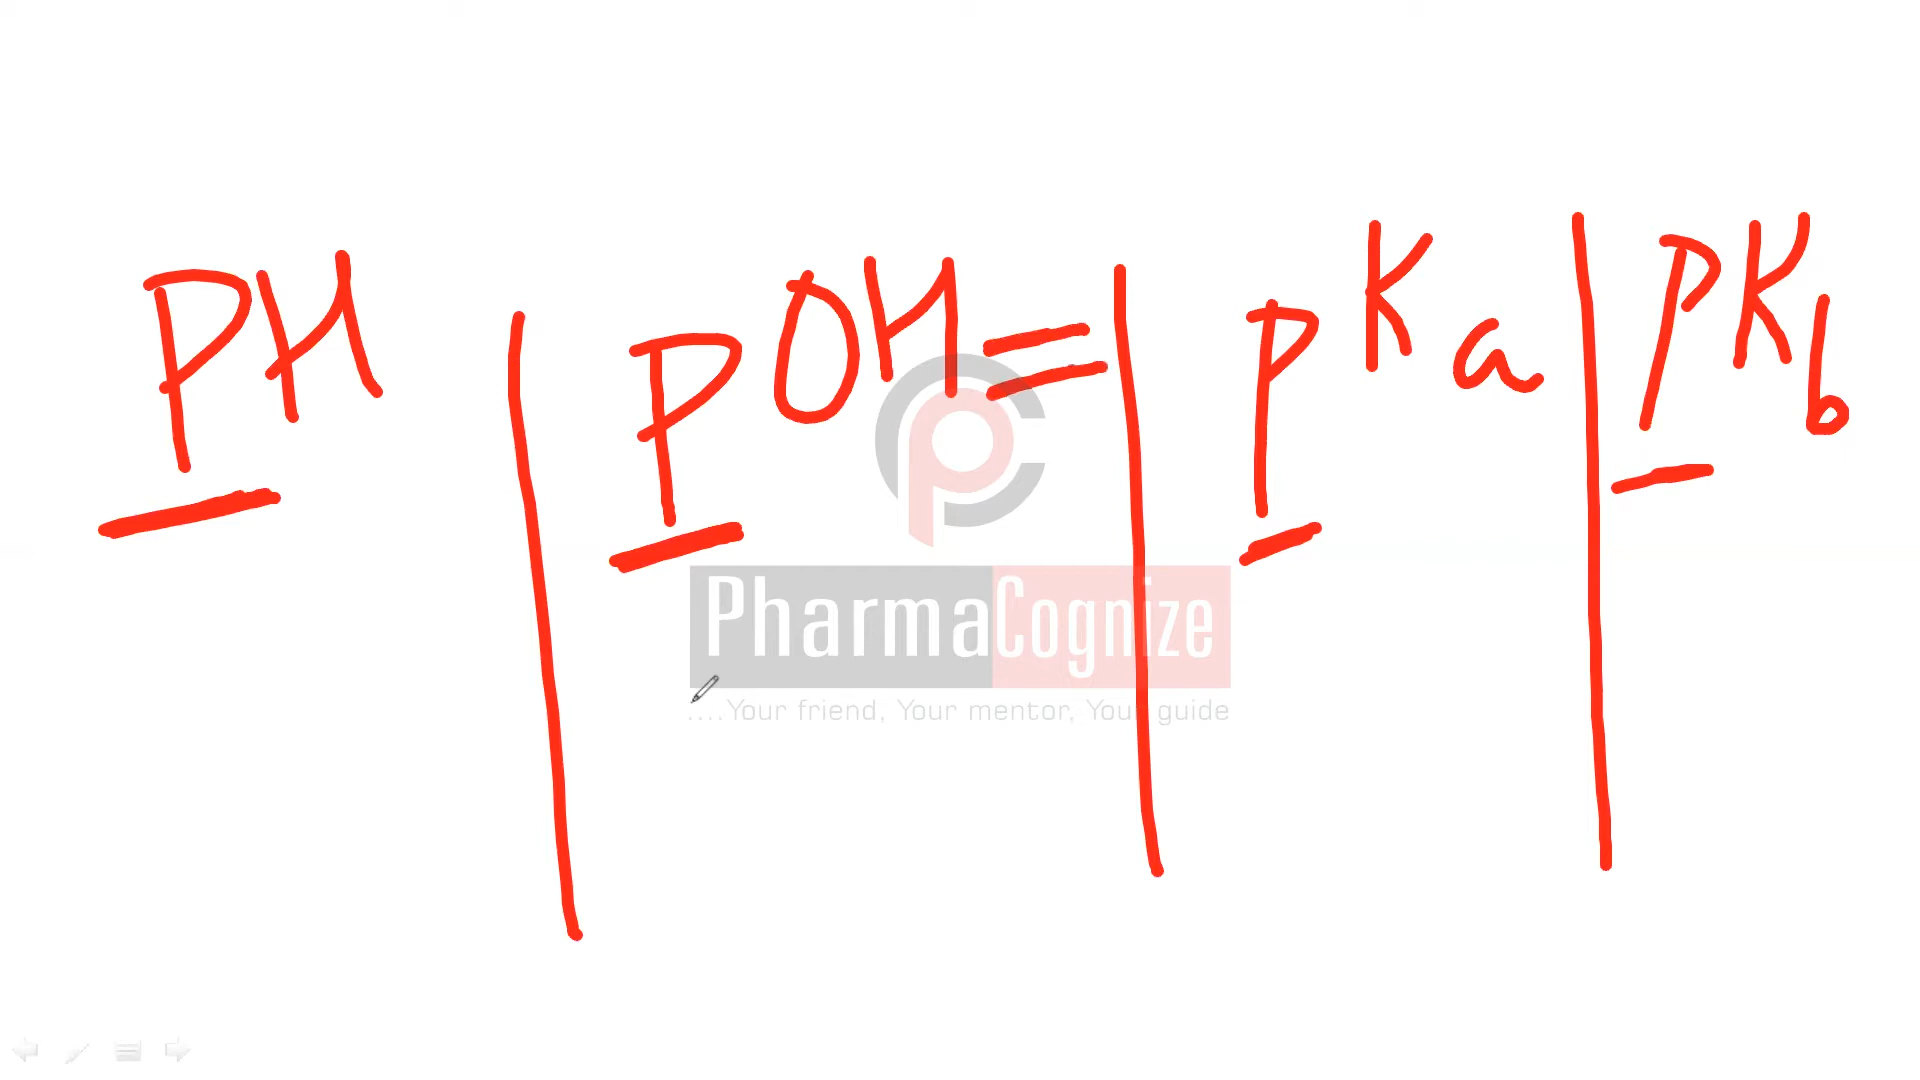 PH | POH= | PKa | PKb
PharmaCognize
....Your friend, Your mentor, Your guide